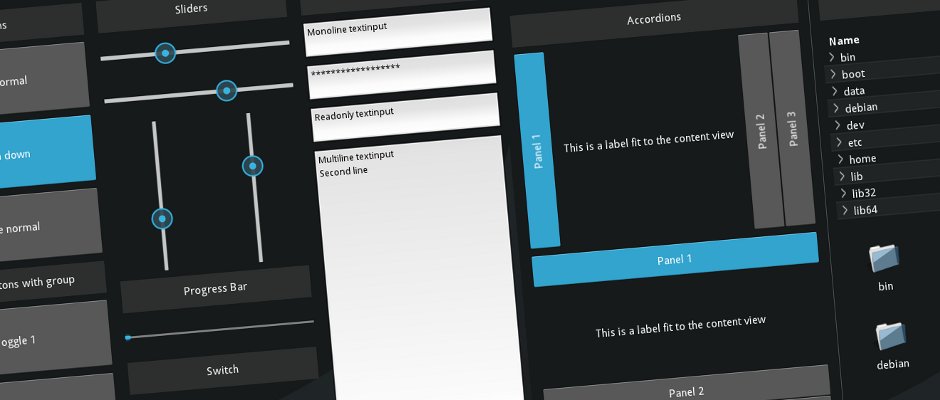 ns
ormal
down
e normal
tons with group
oggle 1
Sliders
Progress Bar
Switch
Monoline textinput
******************
Readonly textinput
Multiline textinput
Second line
Accordions
Panel 1
This is a label fit to the content view
Panel 2
Panel 3
Panel 1
This is a label fit to the content view
Panel 2
Name
bin
boot
data
debian
dev
etc
home
lib
lib32
lib64
bin
debian